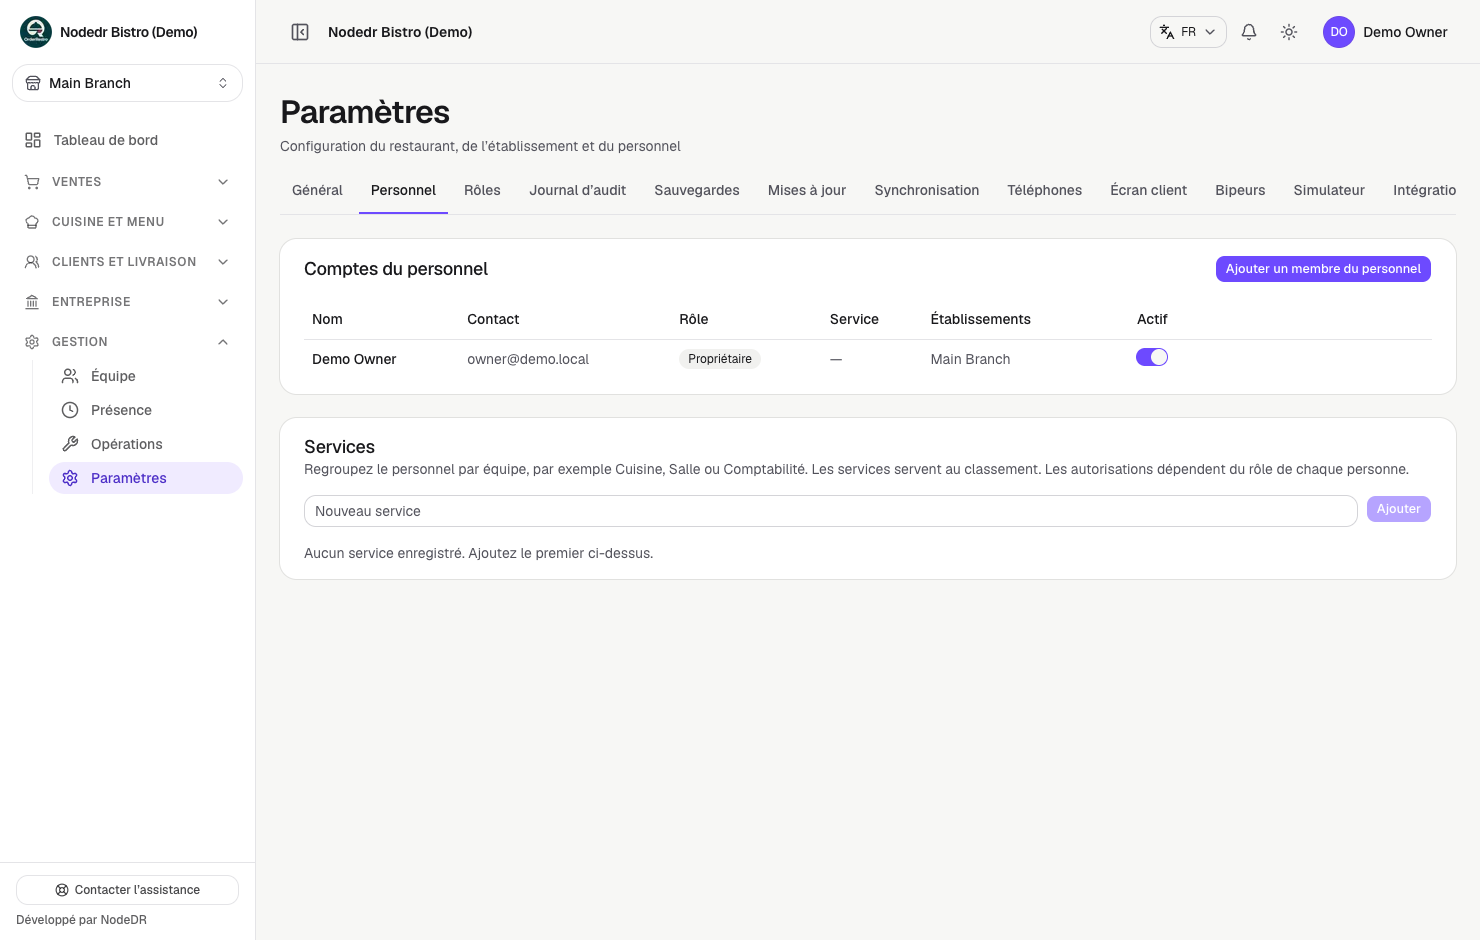 Nodedr Bistro (Demo)
Main Branch
Tableau de bord
VENTES
CUISINE ET MENU
CLIENTS ET LIVRAISON
ENTREPRISE
GESTION
Équipe
Présence
Opérations
Paramètres
Contacter l'assistance
Développé par NodeDR
Nodedr Bistro (Demo)
FR
DO
Demo Owner
Paramètres
Configuration du restaurant, de l'établissement et du personnel
Général Personnel Rôles Journal d'audit Sauvegardes Mises à jour Synchronisation Téléphones Écran client Bipeurs Simulateur Intégratio
Comptes du personnel
Ajouter un membre du personnel
Nom Contact Rôle Service Établissements Actif
Demo Owner owner@demo.local Propriétaire — Main Branch
Services
Regroupez le personnel par équipe, par exemple Cuisine, Salle ou Comptabilité. Les services servent au classement. Les autorisations dépendent du rôle de chaque personne.
Nouveau service
Ajouter
Aucun service enregistré. Ajoutez le premier ci-dessus.